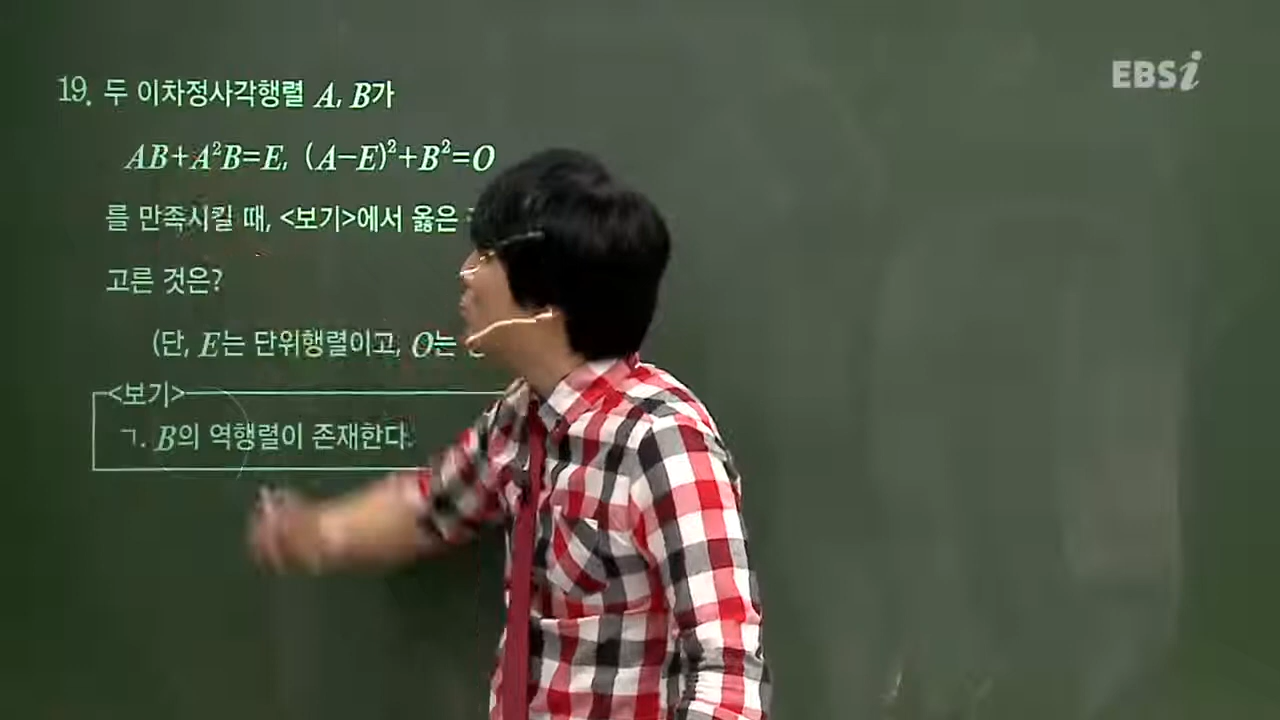 EBSi
19. 두 이차정사각행렬 A, B가
AB+A²B=E, (A−E)²+B²=O
를 만족시킬 때, <보기>에서 옳은
고른 것은?
(단, E는 단위행렬이고, O는
<보기>
ㄱ. B의 역행렬이 존재한다.